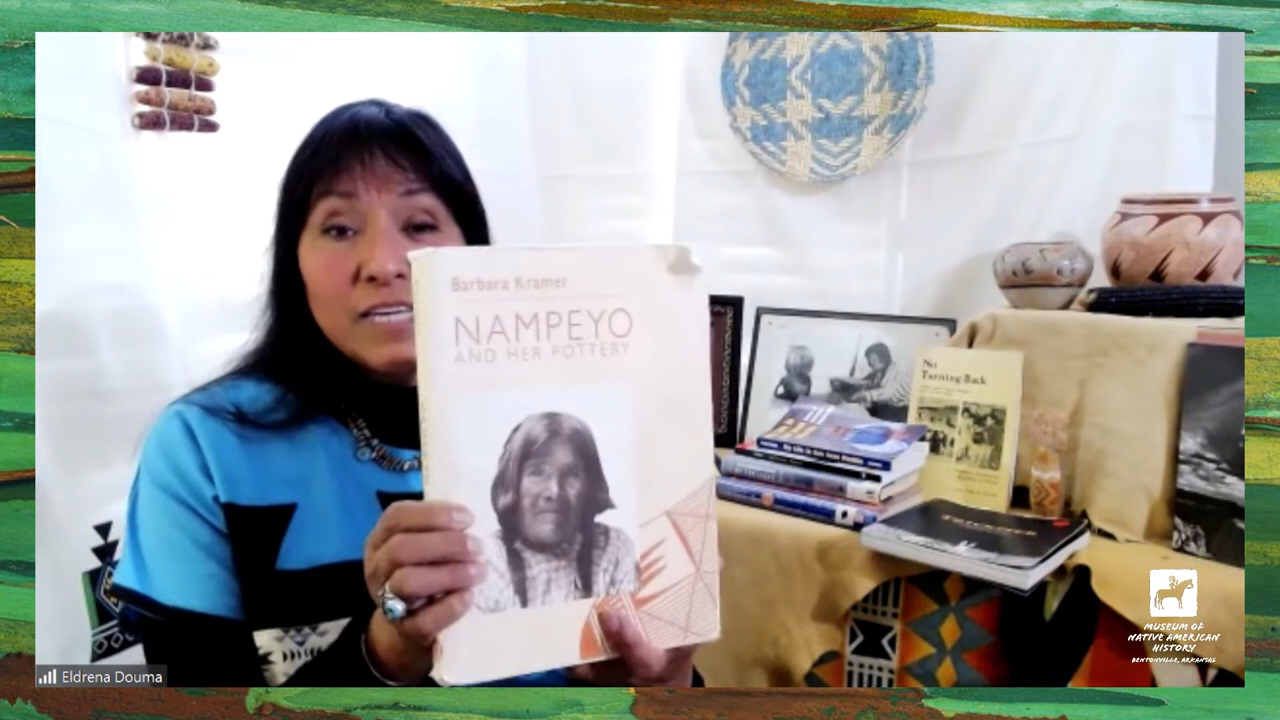 Barbara Kramer
NAMPEYO
AND HER POTTERY
No
Turning Back
MUSEUM OF
NATIVE AMERICAN
HISTORY
BENTONVILLE, ARKANSAS
Eldrena Douma